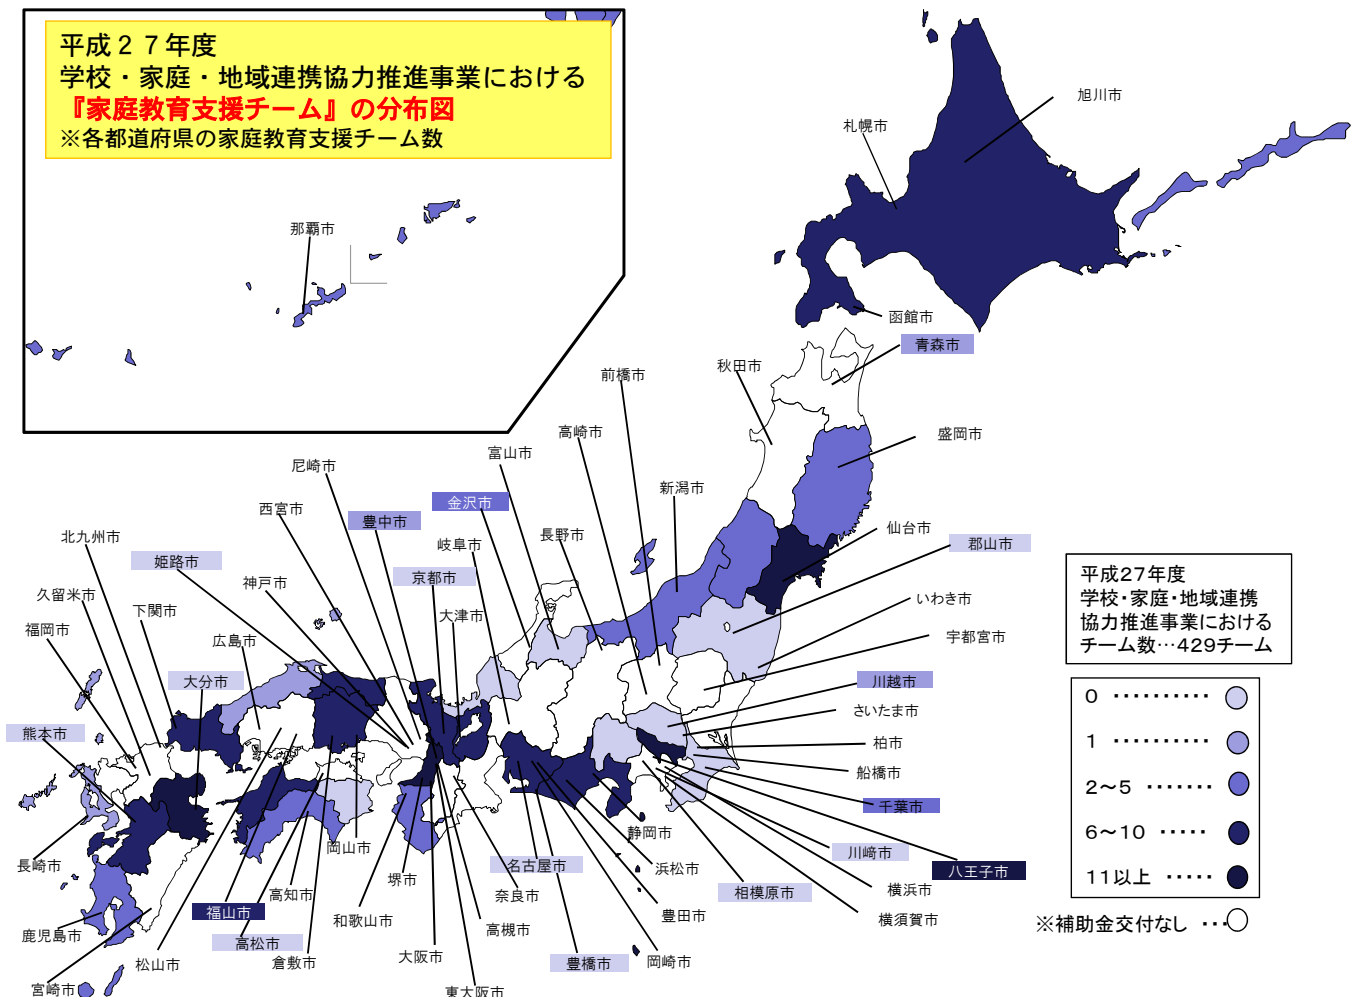 平成２７年度
学校・家庭・地域連携協力推進事業における
『家庭教育支援チーム』の分布図
※各都道府県の家庭教育支援チーム数
旭川市
札幌市
那覇市
函館市
青森市
秋田市
前橋市
高崎市
盛岡市
富山市
尼崎市
新潟市
金沢市
西宮市
豊中市
仙台市
長野市
北九州市
岐阜市
郡山市
姫路市
京都市
神戸市
久留米市
下関市
大津市
いわき市
福岡市
広島市
宇都宮市
大分市
川越市
さいたま市
熊本市
柏市
船橋市
千葉市
静岡市
岡山市
川﨑市
長崎市
名古屋市
浜松市
八王子市
堺市
高知市
奈良市
相模原市
横浜市
福山市
和歌山市
豊田市
横須賀市
高槻市
鹿児島市
高松市
大阪市
松山市
倉敷市
豊橋市
岡崎市
宮崎市
東大阪市
平成27年度
学校・家庭・地域連携
協力推進事業における
チーム数…429チーム
０ ‥‥‥‥‥
１ ‥‥‥‥‥
２～５ ‥‥‥
６～10 ‥‥‥
11以上 ‥‥‥
※補助金交付なし ‥‥